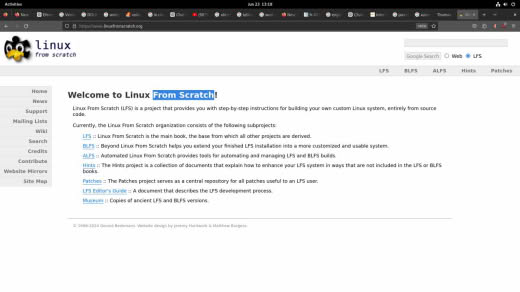 Activities
Jun 23 13:10
https://www.linuxfromscratch.org
linux
from scratch
Google Search Web LFS
LFS BLFS ALFS Hints Patches
Home
News
Support
Mailing Lists
Wiki
Search
Credits
Contribute
Website Mirrors
Site Map
Welcome to Linux From Scratch!
Linux From Scratch (LFS) is a project that provides you with step-by-step instructions for building your own custom Linux system, entirely from source
code.
Currently, the Linux From Scratch organization consists of the following subprojects:
LFS :: Linux From Scratch is the main book, the base from which all other projects are derived.
BLFS :: Beyond Linux From Scratch helps you extend your finished LFS installation into a more customized and usable system.
ALFS :: Automated Linux From Scratch provides tools for automating and managing LFS and BLFS builds.
Hints :: The Hints project is a collection of documents that explain how to enhance your LFS system in ways that are not included in the LFS or BLFS
books.
Patches :: The Patches project serves as a central repository for all patches useful to an LFS user.
LFS Editor's Guide :: A document that describes the LFS development process.
Museum :: Copies of ancient LFS and BLFS versions.
© 1998-2024 Gerard Beekmans. Website design by Jeremy Huntwork & Matthew Burgess.